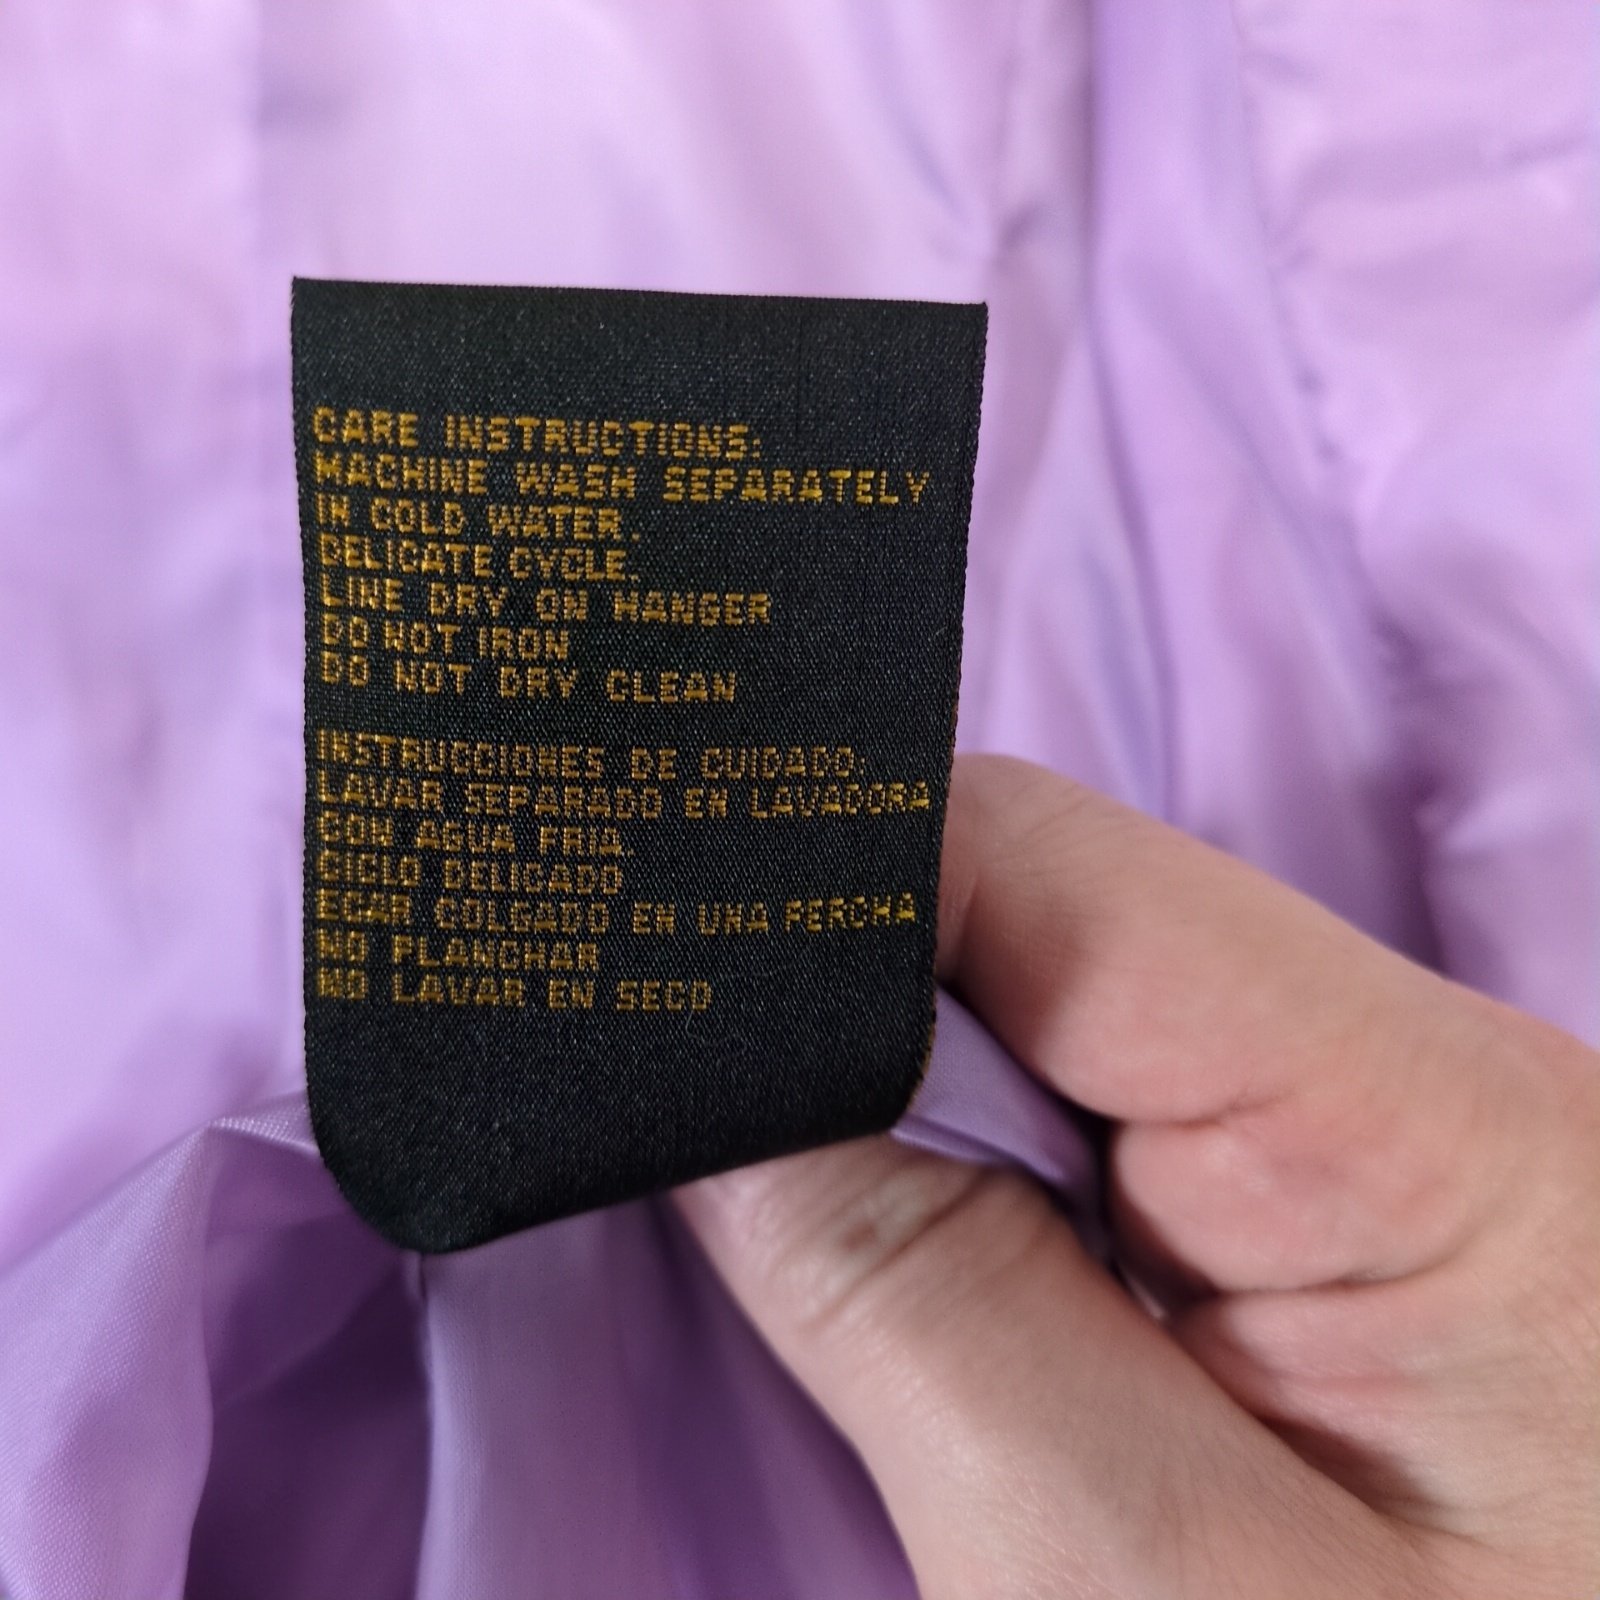 CARE INSTRUCTIONS:
MACHINE WASH SEPARATELY
IN COLD WATER.
DELICATE CYCLE.
LINE DRY ON HANGER
DO NOT IRON
DO NOT DRY CLEAN
INSTRUCCIONES DE CUIDADO:
LAVAR SEPARADO EN LAVADORA
CON AGUA FRIA.
CICLO DELICADO
ECAR COLGADO EN UNA PERCHA
NO PLANCHAR
NO LAVAR EN SECO